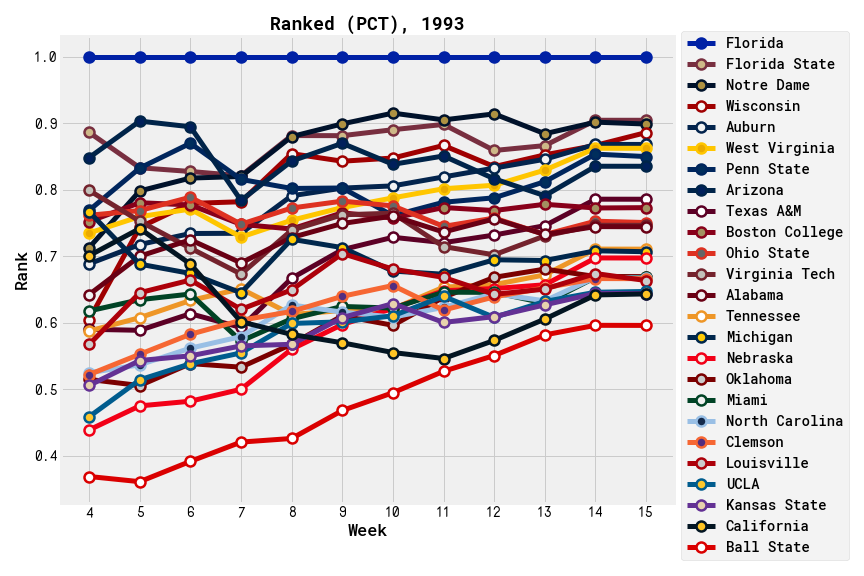 Ranked (PCT), 1993
1.0
0.9
0.8
0.7
0.6
0.5
0.4
Rank
4 5 6 7 8 9 10 11 12 13 14 15
Week
Florida
Florida State
Notre Dame
Wisconsin
Auburn
West Virginia
Penn State
Arizona
Texas A&M
Boston College
Ohio State
Virginia Tech
Alabama
Tennessee
Michigan
Nebraska
Oklahoma
Miami
North Carolina
Clemson
Louisville
UCLA
Kansas State
California
Ball State